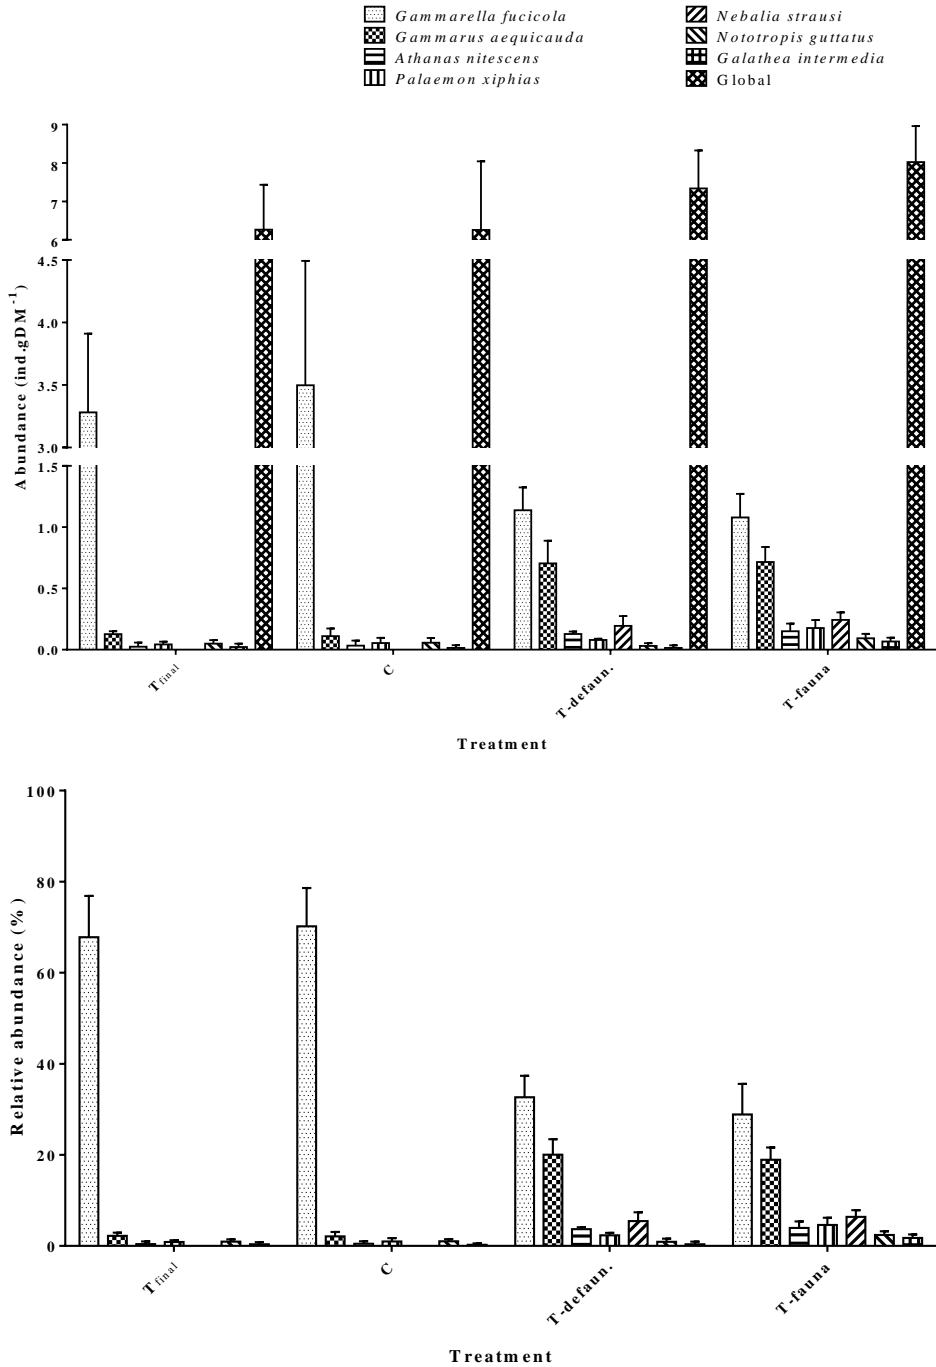 Gammarella fucicola
Gammarus aequicauda
Athanas nitescens
Palaemon xiphias
Nebalia strausi
Nototropis guttatus
Galathea intermedia
Global
Abundance (ind.gDM⁻¹)
9
8
7
6
4.5
4.0
3.5
3.0
1.5
1.0
0.5
0.0
Tfinal
C
T-defaun.
T-fauna
Treatment
Relative abundance (%)
100
80
60
40
20
0
Tfinal
C
T-defaun.
T-fauna
Treatment